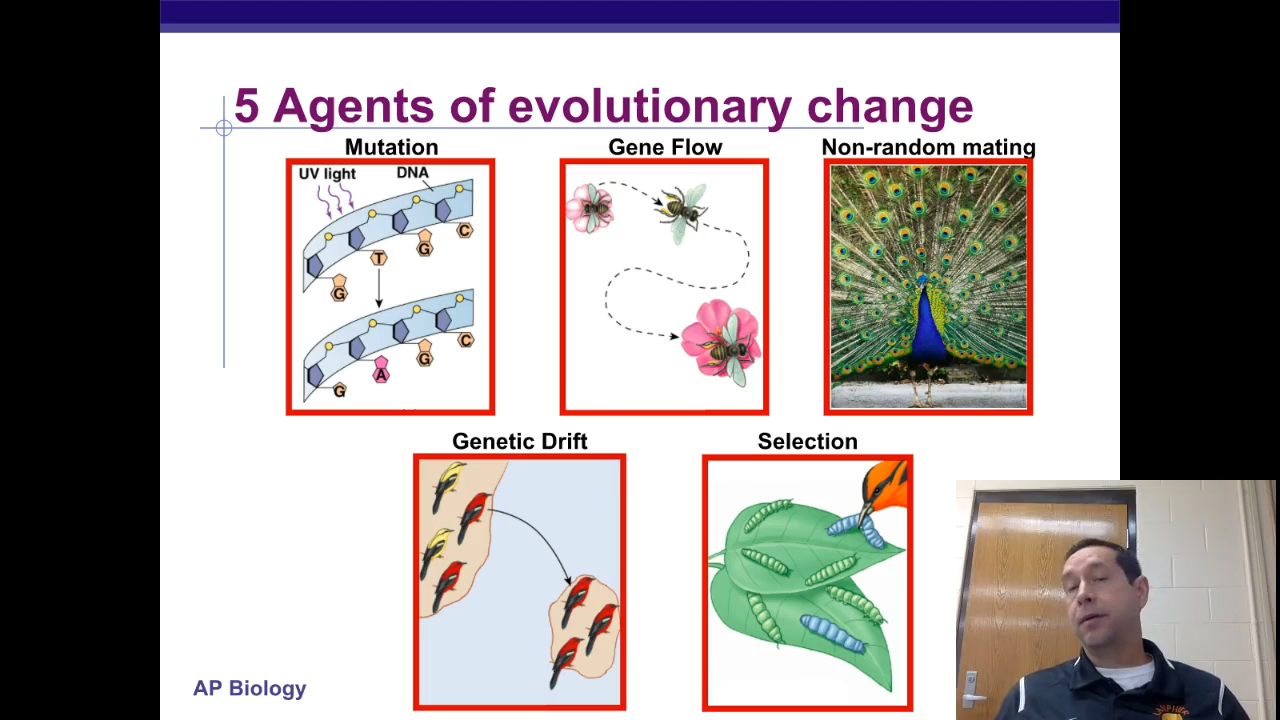 5 Agents of evolutionary change
Mutation
Gene Flow
Non-random mating
UV light
DNA
C
G
T
G
C
G
A
G
Genetic Drift
Selection
AP Biology